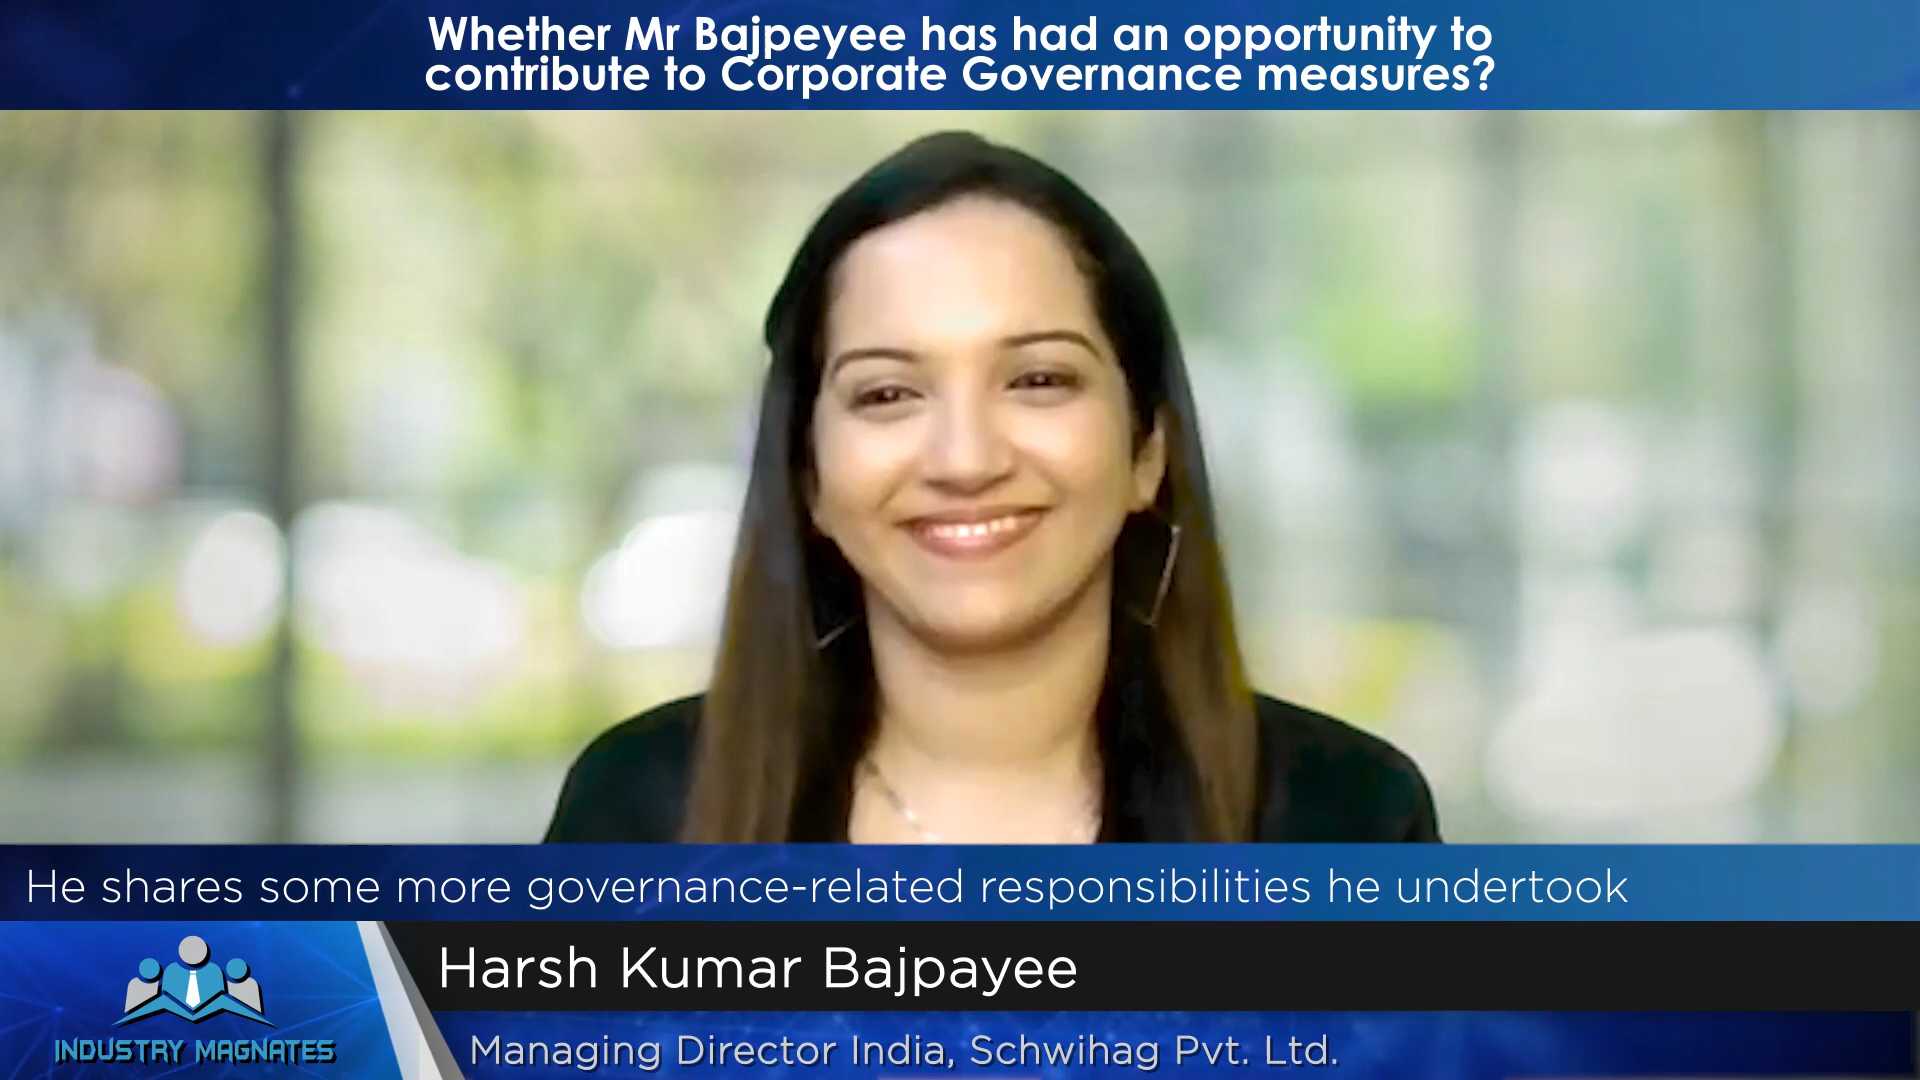 Whether Mr Bajpeyee has had an opportunity to
contribute to Corporate Governance measures?
He shares some more governance-related responsibilities he undertook
Harsh Kumar Bajpayee
INDUSTRY MAGNATES
Managing Director India, Schwihag Pvt. Ltd.